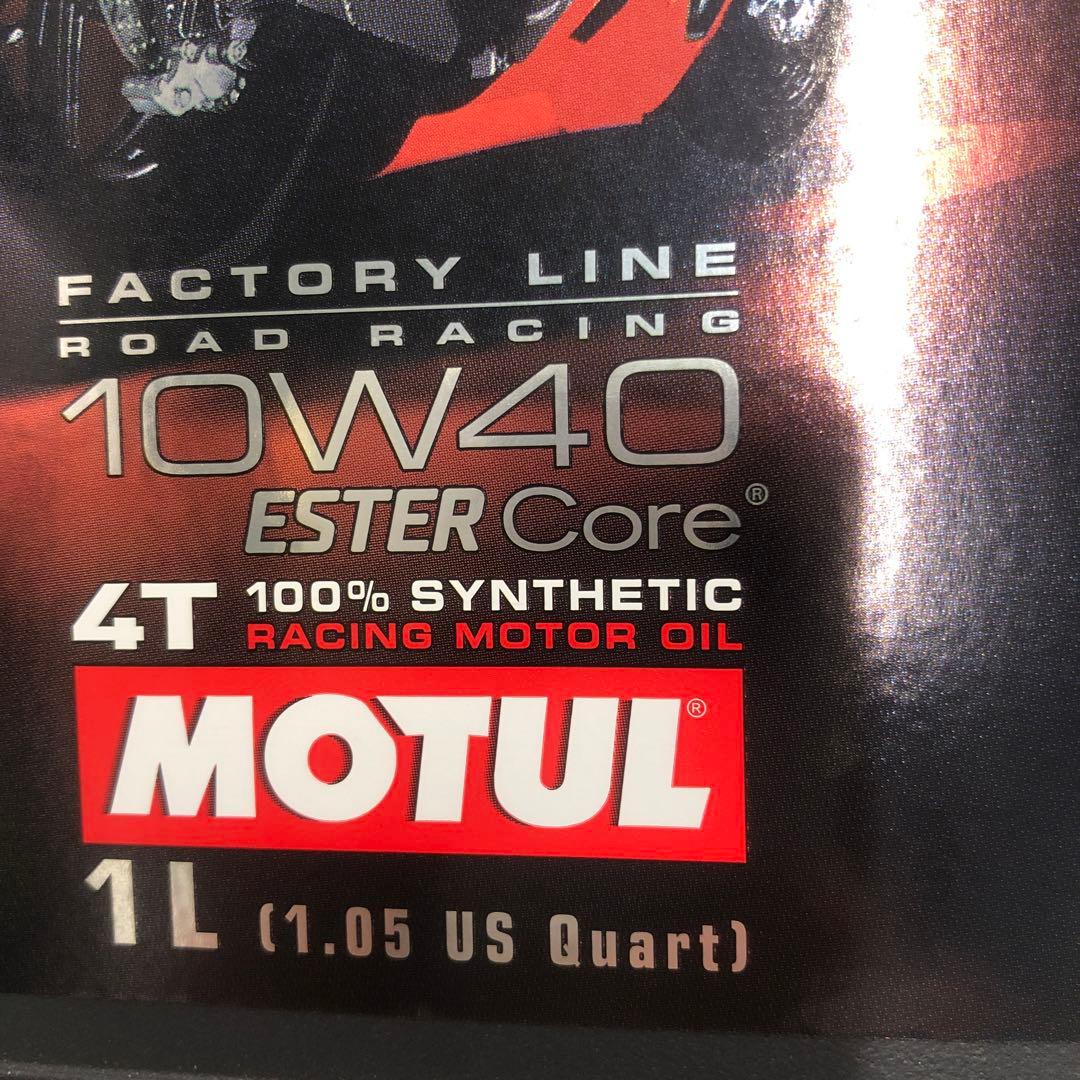 FACTORY LINE
ROAD RACING
10W40
ESTER Core®
4T 100% SYNTHETIC
RACING MOTOR OIL
MOTUL®
1L (1.05 US Quart)